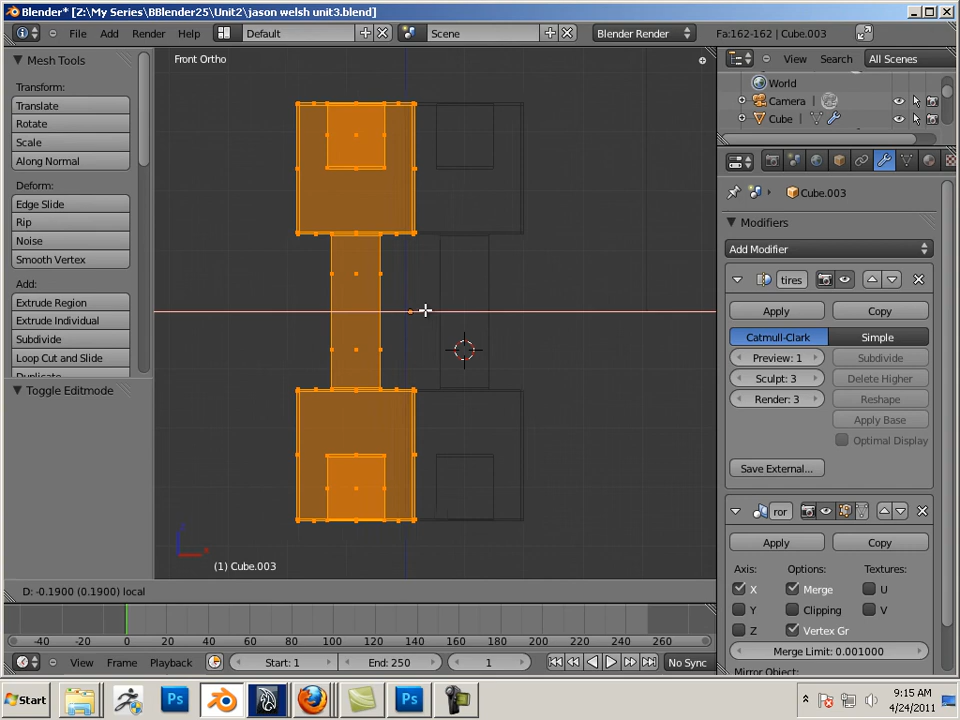 Blender* [Z:\My Series\BBlender25\Unit2\jason welsh unit3.blend]
File Add Render Help Default Scene Blender Render Fa:162-162 | Cube.003
Mesh Tools
Transform:
Translate
Rotate
Scale
Along Normal
Deform:
Edge Slide
Rip
Noise
Smooth Vertex
Add:
Extrude Region
Extrude Individual
Subdivide
Loop Cut and Slide
Duplicate
Toggle Editmode
Front Ortho
(1) Cube.003
D: -0.1900 (0.1900) local
View Search All Scenes
World
Camera
Cube
Cube.003
Modifiers
Add Modifier
tires
Apply Copy
Catmull-Clark Simple
Preview: 1 Subdivide
Sculpt: 3 Delete Higher
Render: 3 Reshape
Apply Base
Optimal Display
Save External...
ror
Apply Copy
Axis: Options: Textures:
X Merge U
Y Clipping V
Z Vertex Gr
Merge Limit: 0.001000
Mirror Object:
-40 -20 0 20 40 60 80 100 120 140 160 180 200 220 240 260
View Frame Playback Start: 1 End: 250 1 No Sync
Start Ps Ps 9:15 AM
4/24/2011